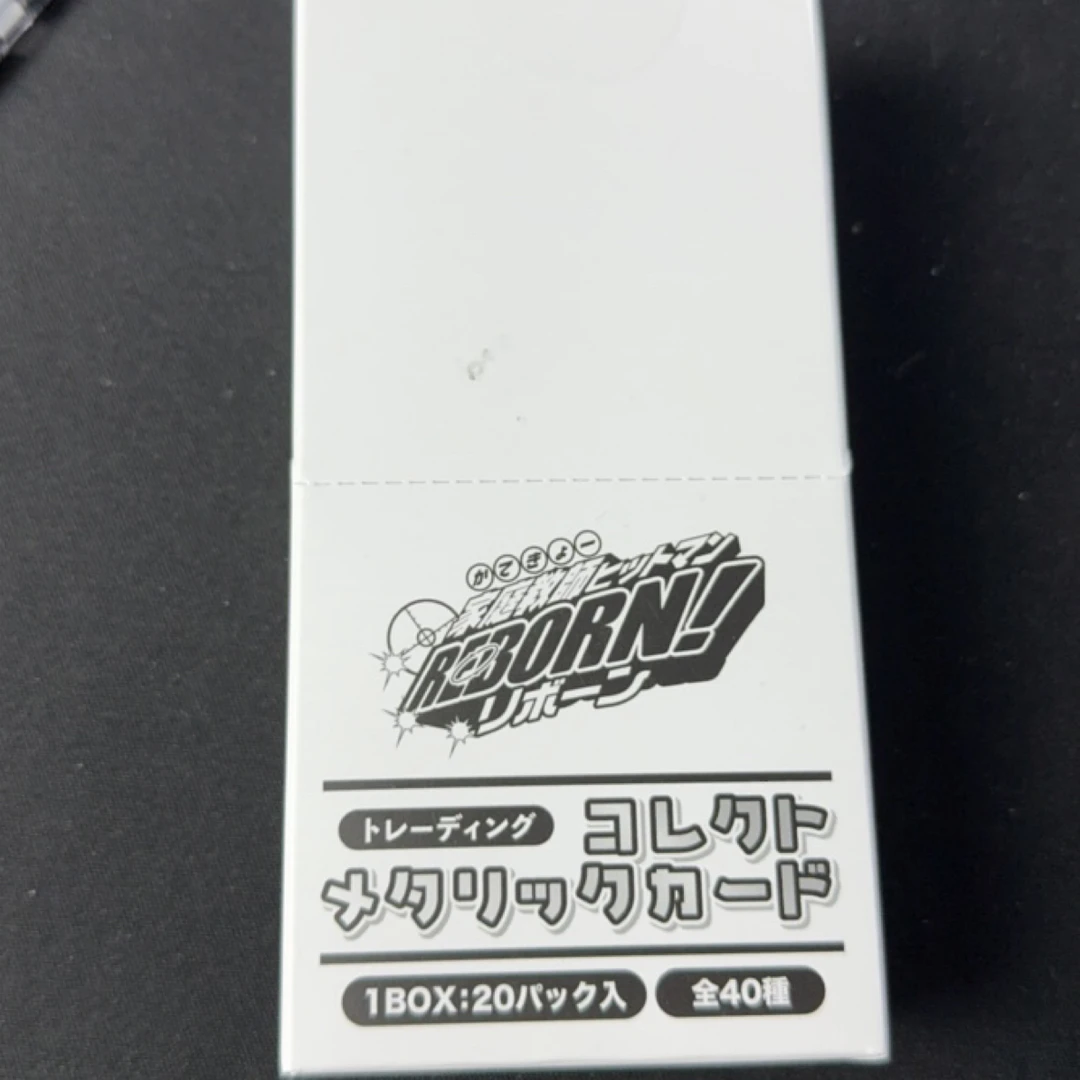 かてきょー
家庭教師ヒットマン
REBORN!
リボーン
トレーディング コレクト
メタリックカード
1BOX:20パック入 全40種